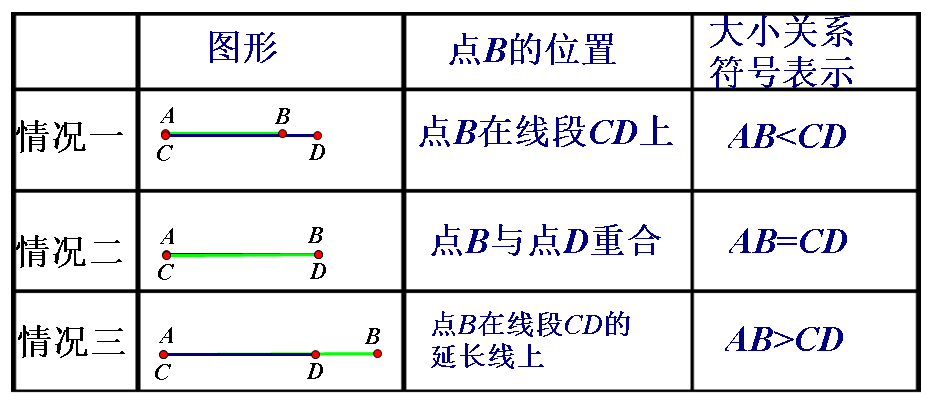 图形
点B的位置
大小关系
符号表示
情况一
A B
C D
点B在线段CD上
AB<CD
情况二
A B
C D
点B与点D重合
AB=CD
情况三
A B
C D
点B在线段CD的
延长线上
AB>CD